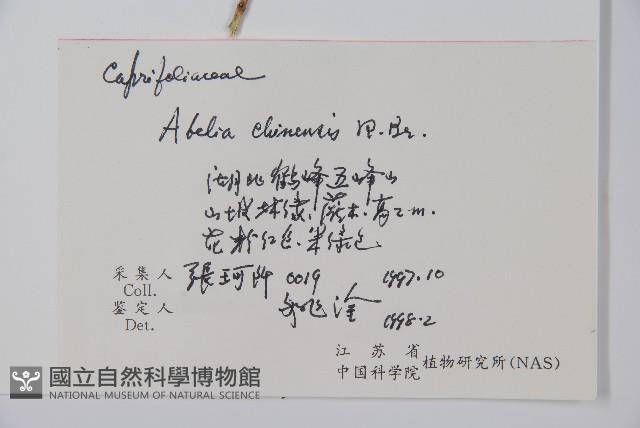 Caprifoliaceae
Abelia chinensis R. Br.
湖北鹤峰五峰山
山坡林缘, 灌木, 高2m.
花粉红色, 果绿色
采集人 張珂 0019 1997.10
Coll.
鉴定人 1998.2
Det.
江苏省
中国科学院 植物研究所(NAS)
國立自然科學博物館
NATIONAL MUSEUM OF NATURAL SCIENCE